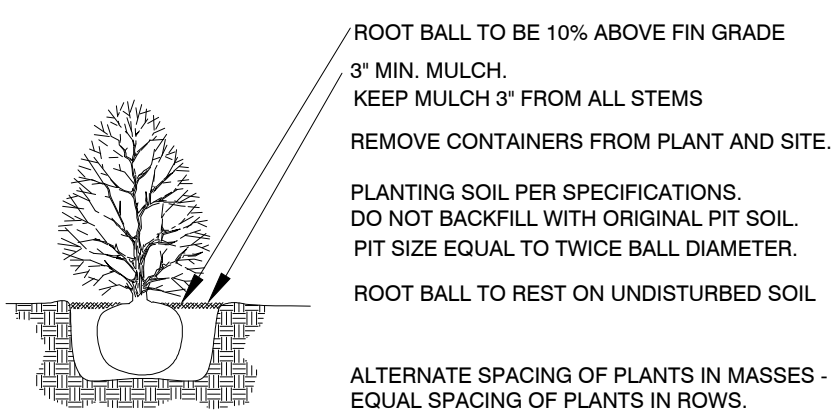 ROOT BALL TO BE 10% ABOVE FIN GRADE
3" MIN. MULCH.
KEEP MULCH 3" FROM ALL STEMS
REMOVE CONTAINERS FROM PLANT AND SITE.
PLANTING SOIL PER SPECIFICATIONS.
DO NOT BACKFILL WITH ORIGINAL PIT SOIL.
PIT SIZE EQUAL TO TWICE BALL DIAMETER.
ROOT BALL TO REST ON UNDISTURBED SOIL
ALTERNATE SPACING OF PLANTS IN MASSES -
EQUAL SPACING OF PLANTS IN ROWS.